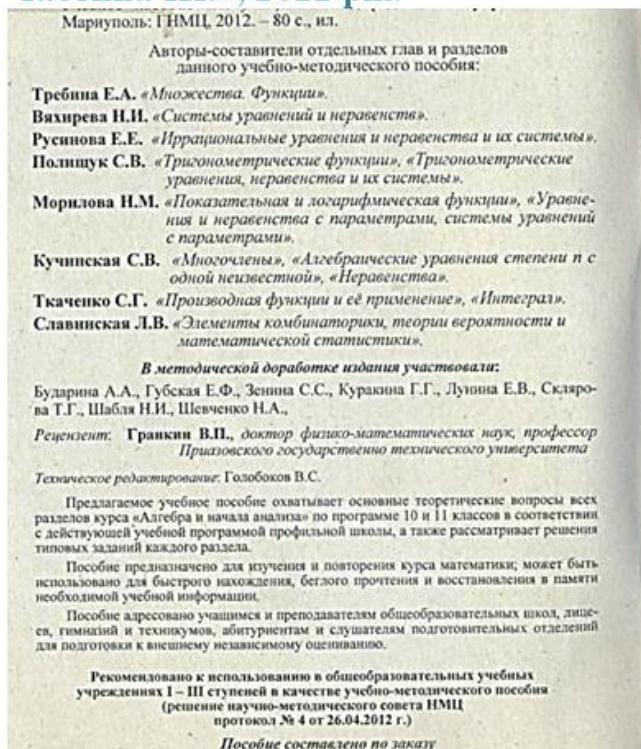 Мариуполь: ГНМЦ, 2012. – 80 с., ил.
Авторы-составители отдельных глав и разделов
данного учебно-методического пособия:
Требина Е.А. «Множества. Функции».
Вяхирева Н.И. «Системы уравнений и неравенств».
Русинова Е.Е. «Иррациональные уравнения и неравенства и их системы».
Полищук С.В. «Тригонометрические функции», «Тригонометрические
уравнения, неравенства и их системы».
Морилова Н.М. «Показательная и логарифмическая функции», «Уравне-
ния и неравенства с параметрами, системы уравнений
с параметрами».
Кучинская С.В. «Многочлены», «Алгебраические уравнения степени n с
одной неизвестной», «Неравенства».
Ткаченко С.Г. «Производная функции и её применение», «Интеграл».
Славинская Л.В. «Элементы комбинаторики, теории вероятности и
математической статистики».
В методической доработке издания участвовали:
Бударина А.А., Губская Е.Ф., Зенина С.С., Куракина Г.Г., Лунина Е.В., Скляро-
ва Т.Г., Шабля Н.И., Шевченко Н.А.,
Рецензент: Гранкин В.П., доктор физико-математических наук, профессор
Приазовского государственно технического университета
Техническое редактирование: Голобоков В.С.
Предлагаемое учебное пособие охватывает основные теоретические вопросы всех
разделов курса «Алгебра и начала анализа» по программе 10 и 11 классов в соответствии
с действующей учебной программой профильной школы, а также рассматривает решения
типовых заданий каждого раздела.
Пособие предназначено для изучения и повторения курса математики; может быть
использовано для быстрого нахождения, беглого прочтения и восстановления в памяти
необходимой учебной информации.
Пособие адресовано учащимся и преподавателям общеобразовательных школ, лице-
ев, гимназий и техникумов, абитуриентам и слушателям подготовительных отделений
для подготовки к внешнему независимому оцениванию.
Рекомендовано к использованию в общеобразовательных учебных
учреждениях I – III ступеней в качестве учебно-методического пособия
(решение научно-методического совета НМЦ
протокол № 4 от 26.04.2012 г.)
Пособие составлено по заказу